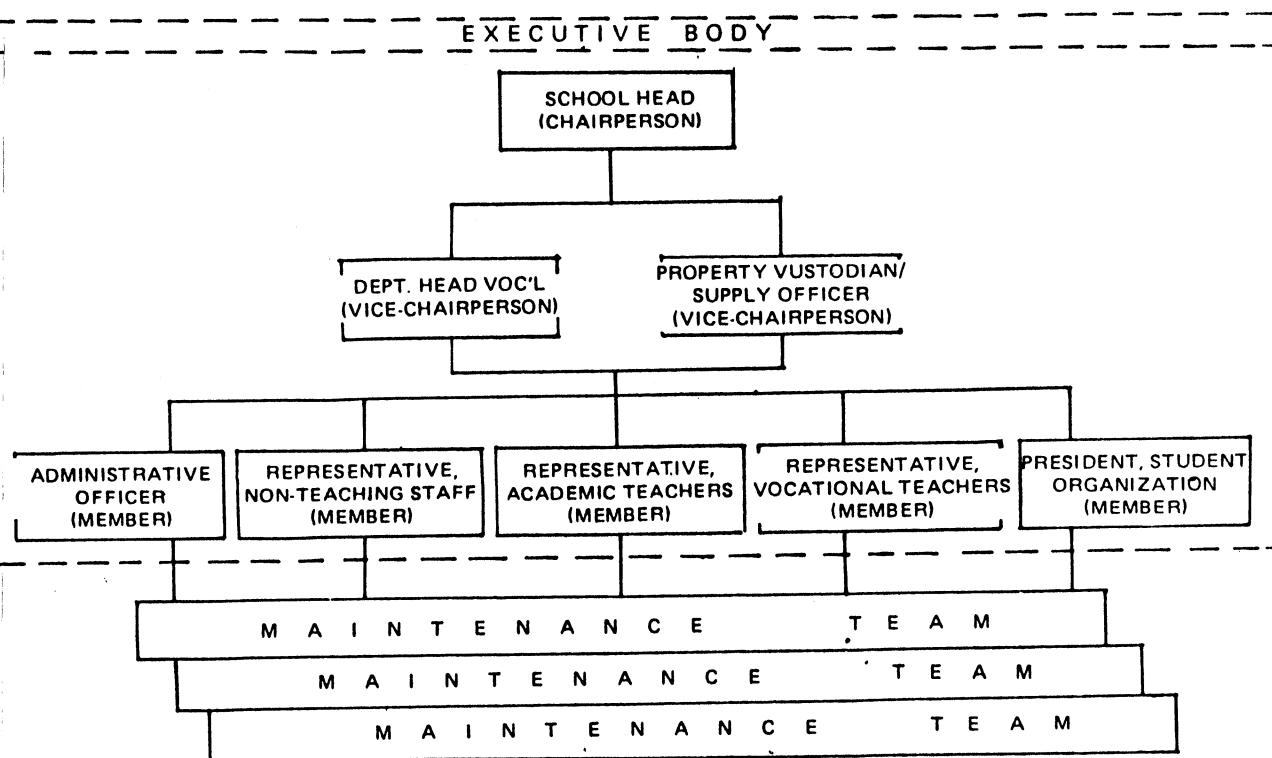 EXECUTIVE BODY
SCHOOL HEAD
(CHAIRPERSON)
DEPT. HEAD VOC'L
(VICE-CHAIRPERSON)
PROPERTY VUSTODIAN/
SUPPLY OFFICER
(VICE-CHAIRPERSON)
ADMINISTRATIVE
OFFICER
(MEMBER)
REPRESENTATIVE,
NON-TEACHING STAFF
(MEMBER)
REPRESENTATIVE,
ACADEMIC TEACHERS
(MEMBER)
REPRESENTATIVE,
VOCATIONAL TEACHERS
(MEMBER)
PRESIDENT, STUDENT
ORGANIZATION
(MEMBER)
MAINTENANCE TEAM
MAINTENANCE TEAM
MAINTENANCE TEAM